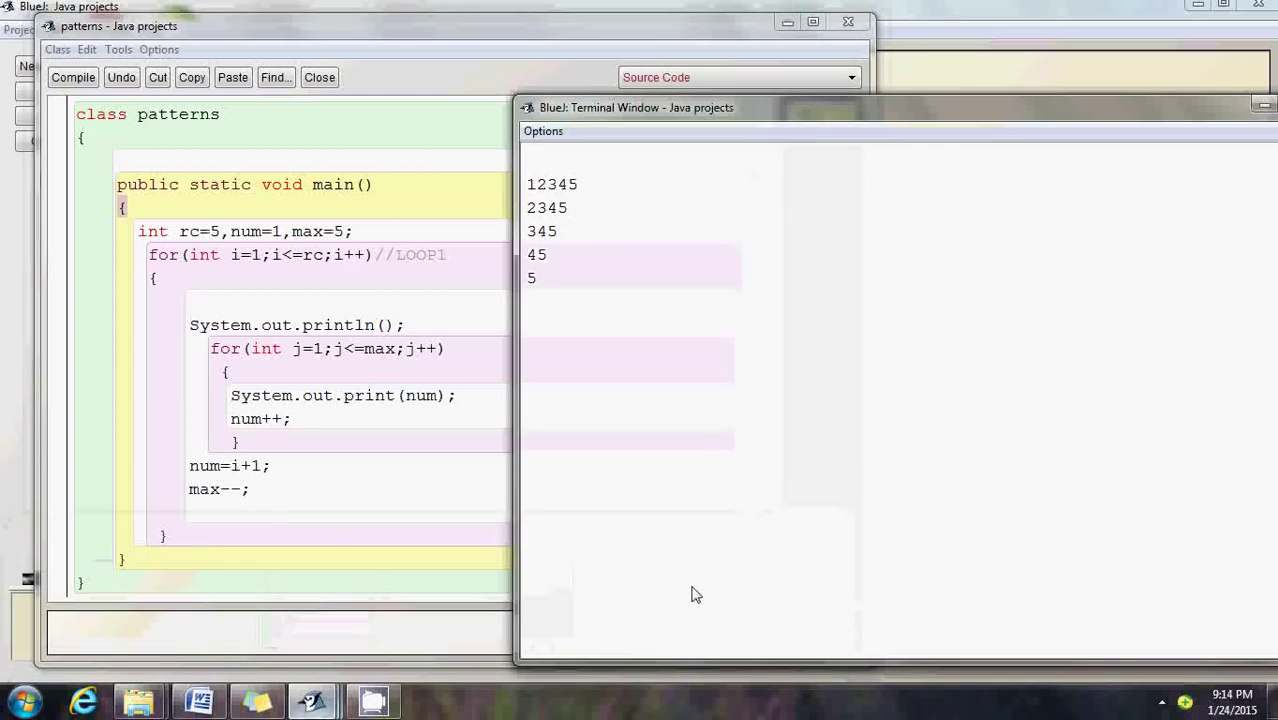 BlueJ: Java projects
patterns - Java projects
Class Edit Tools Options
Compile Undo Cut Copy Paste Find... Close
Source Code
class patterns
{
public static void main()
{
int rc=5,num=1,max=5;
for(int i=1;i<=rc;i++)//LOOP1
{
System.out.println();
for(int j=1;j<=max;j++)
{
System.out.print(num);
num++;
}
num=i+1;
max--;
}
}
}
BlueJ: Terminal Window - Java projects
Options
12345
2345
345
45
5
9:14 PM
1/24/2015